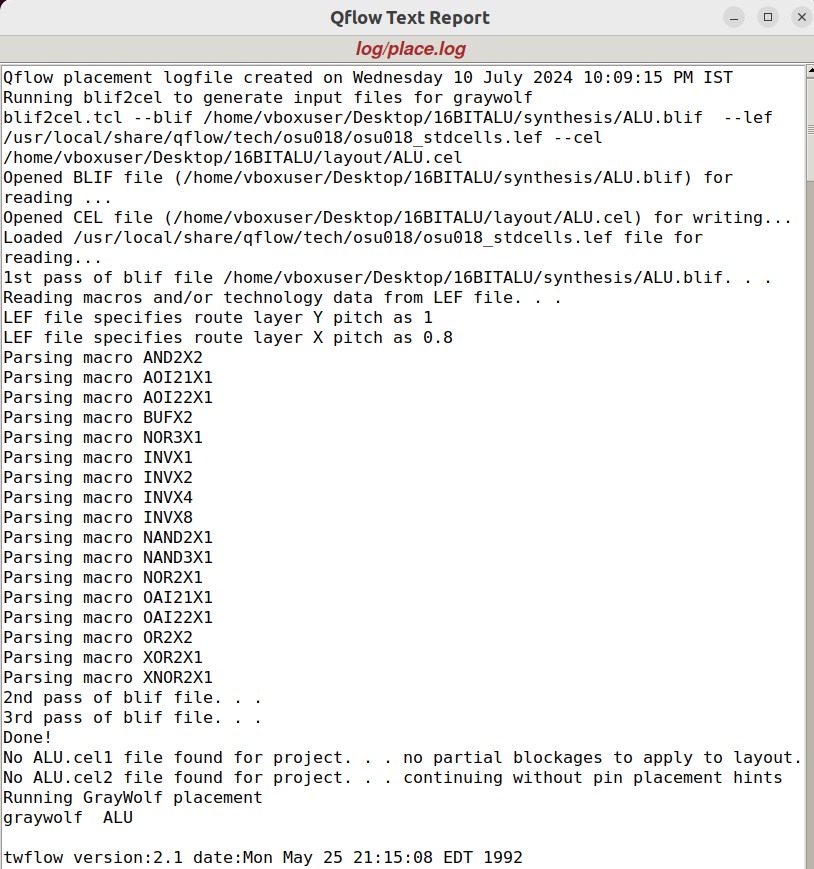 Qflow Text Report
log/place.log
Qflow placement logfile created on Wednesday 10 July 2024 10:09:15 PM IST
Running blif2cel to generate input files for graywolf
blif2cel.tcl --blif /home/vboxuser/Desktop/16BITALU/synthesis/ALU.blif  --lef
/usr/local/share/qflow/tech/osu018/osu018_stdcells.lef --cel
/home/vboxuser/Desktop/16BITALU/layout/ALU.cel
Opened BLIF file (/home/vboxuser/Desktop/16BITALU/synthesis/ALU.blif) for
reading ...
Opened CEL file (/home/vboxuser/Desktop/16BITALU/layout/ALU.cel) for writing...
Loaded /usr/local/share/qflow/tech/osu018/osu018_stdcells.lef file for
reading...
1st pass of blif file /home/vboxuser/Desktop/16BITALU/synthesis/ALU.blif. . .
Reading macros and/or technology data from LEF file. . .
LEF file specifies route layer Y pitch as 1
LEF file specifies route layer X pitch as 0.8
Parsing macro AND2X2
Parsing macro AOI21X1
Parsing macro AOI22X1
Parsing macro BUFX2
Parsing macro NOR3X1
Parsing macro INVX1
Parsing macro INVX2
Parsing macro INVX4
Parsing macro INVX8
Parsing macro NAND2X1
Parsing macro NAND3X1
Parsing macro NOR2X1
Parsing macro OAI21X1
Parsing macro OAI22X1
Parsing macro OR2X2
Parsing macro XOR2X1
Parsing macro XNOR2X1
2nd pass of blif file. . .
3rd pass of blif file. . .
Done!
No ALU.cel1 file found for project. . . no partial blockages to apply to layout.
No ALU.cel2 file found for project. . . continuing without pin placement hints
Running GrayWolf placement
graywolf  ALU
twflow version:2.1 date:Mon May 25 21:15:08 EDT 1992